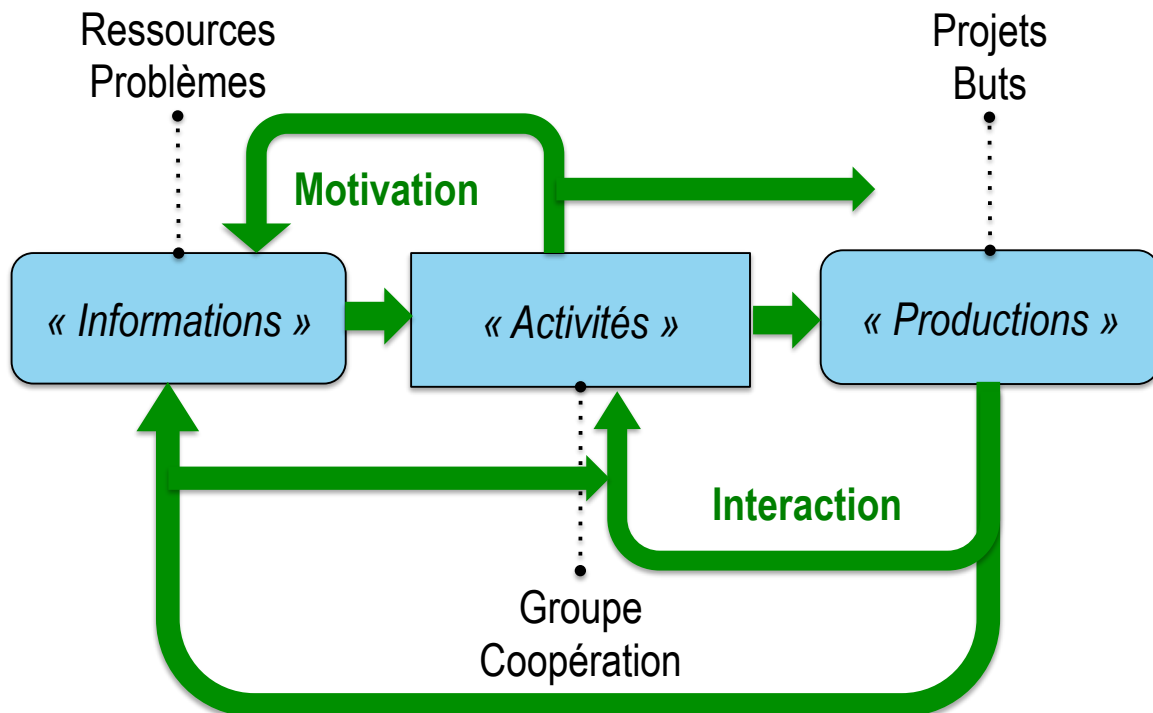 Ressources
Problèmes
Projets
Buts
Motivation
« Informations »
« Activités »
« Productions »
Interaction
Groupe
Coopération